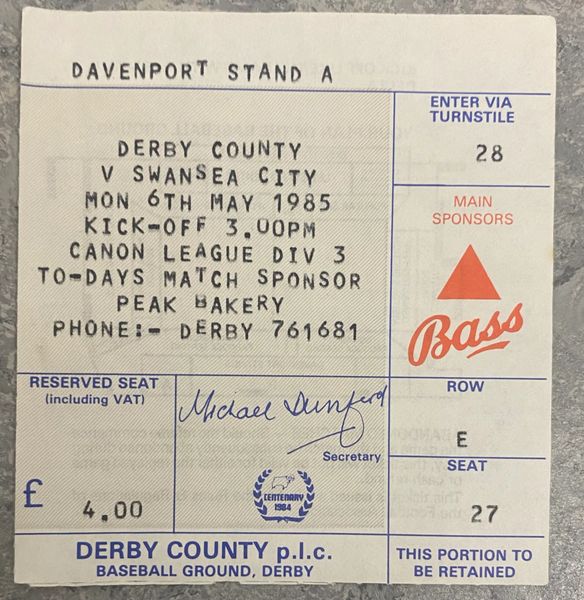 DAVENPORT STAND A
DERBY COUNTY
V SWANSEA CITY
MON 6TH MAY 1985
KICK-OFF 3.00PM
CANON LEAGUE DIV 3
TO-DAYS MATCH SPONSOR
PEAK BAKERY
PHONE:- DERBY 761681
ENTER VIA
TURNSTILE
28
MAIN
SPONSORS
Bass
RESERVED SEAT
(including VAT)
£ 4.00
Michael Dunford
Secretary
CENTENARY
1984
ROW
E
SEAT
27
DERBY COUNTY p.l.c.
BASEBALL GROUND, DERBY
THIS PORTION TO
BE RETAINED